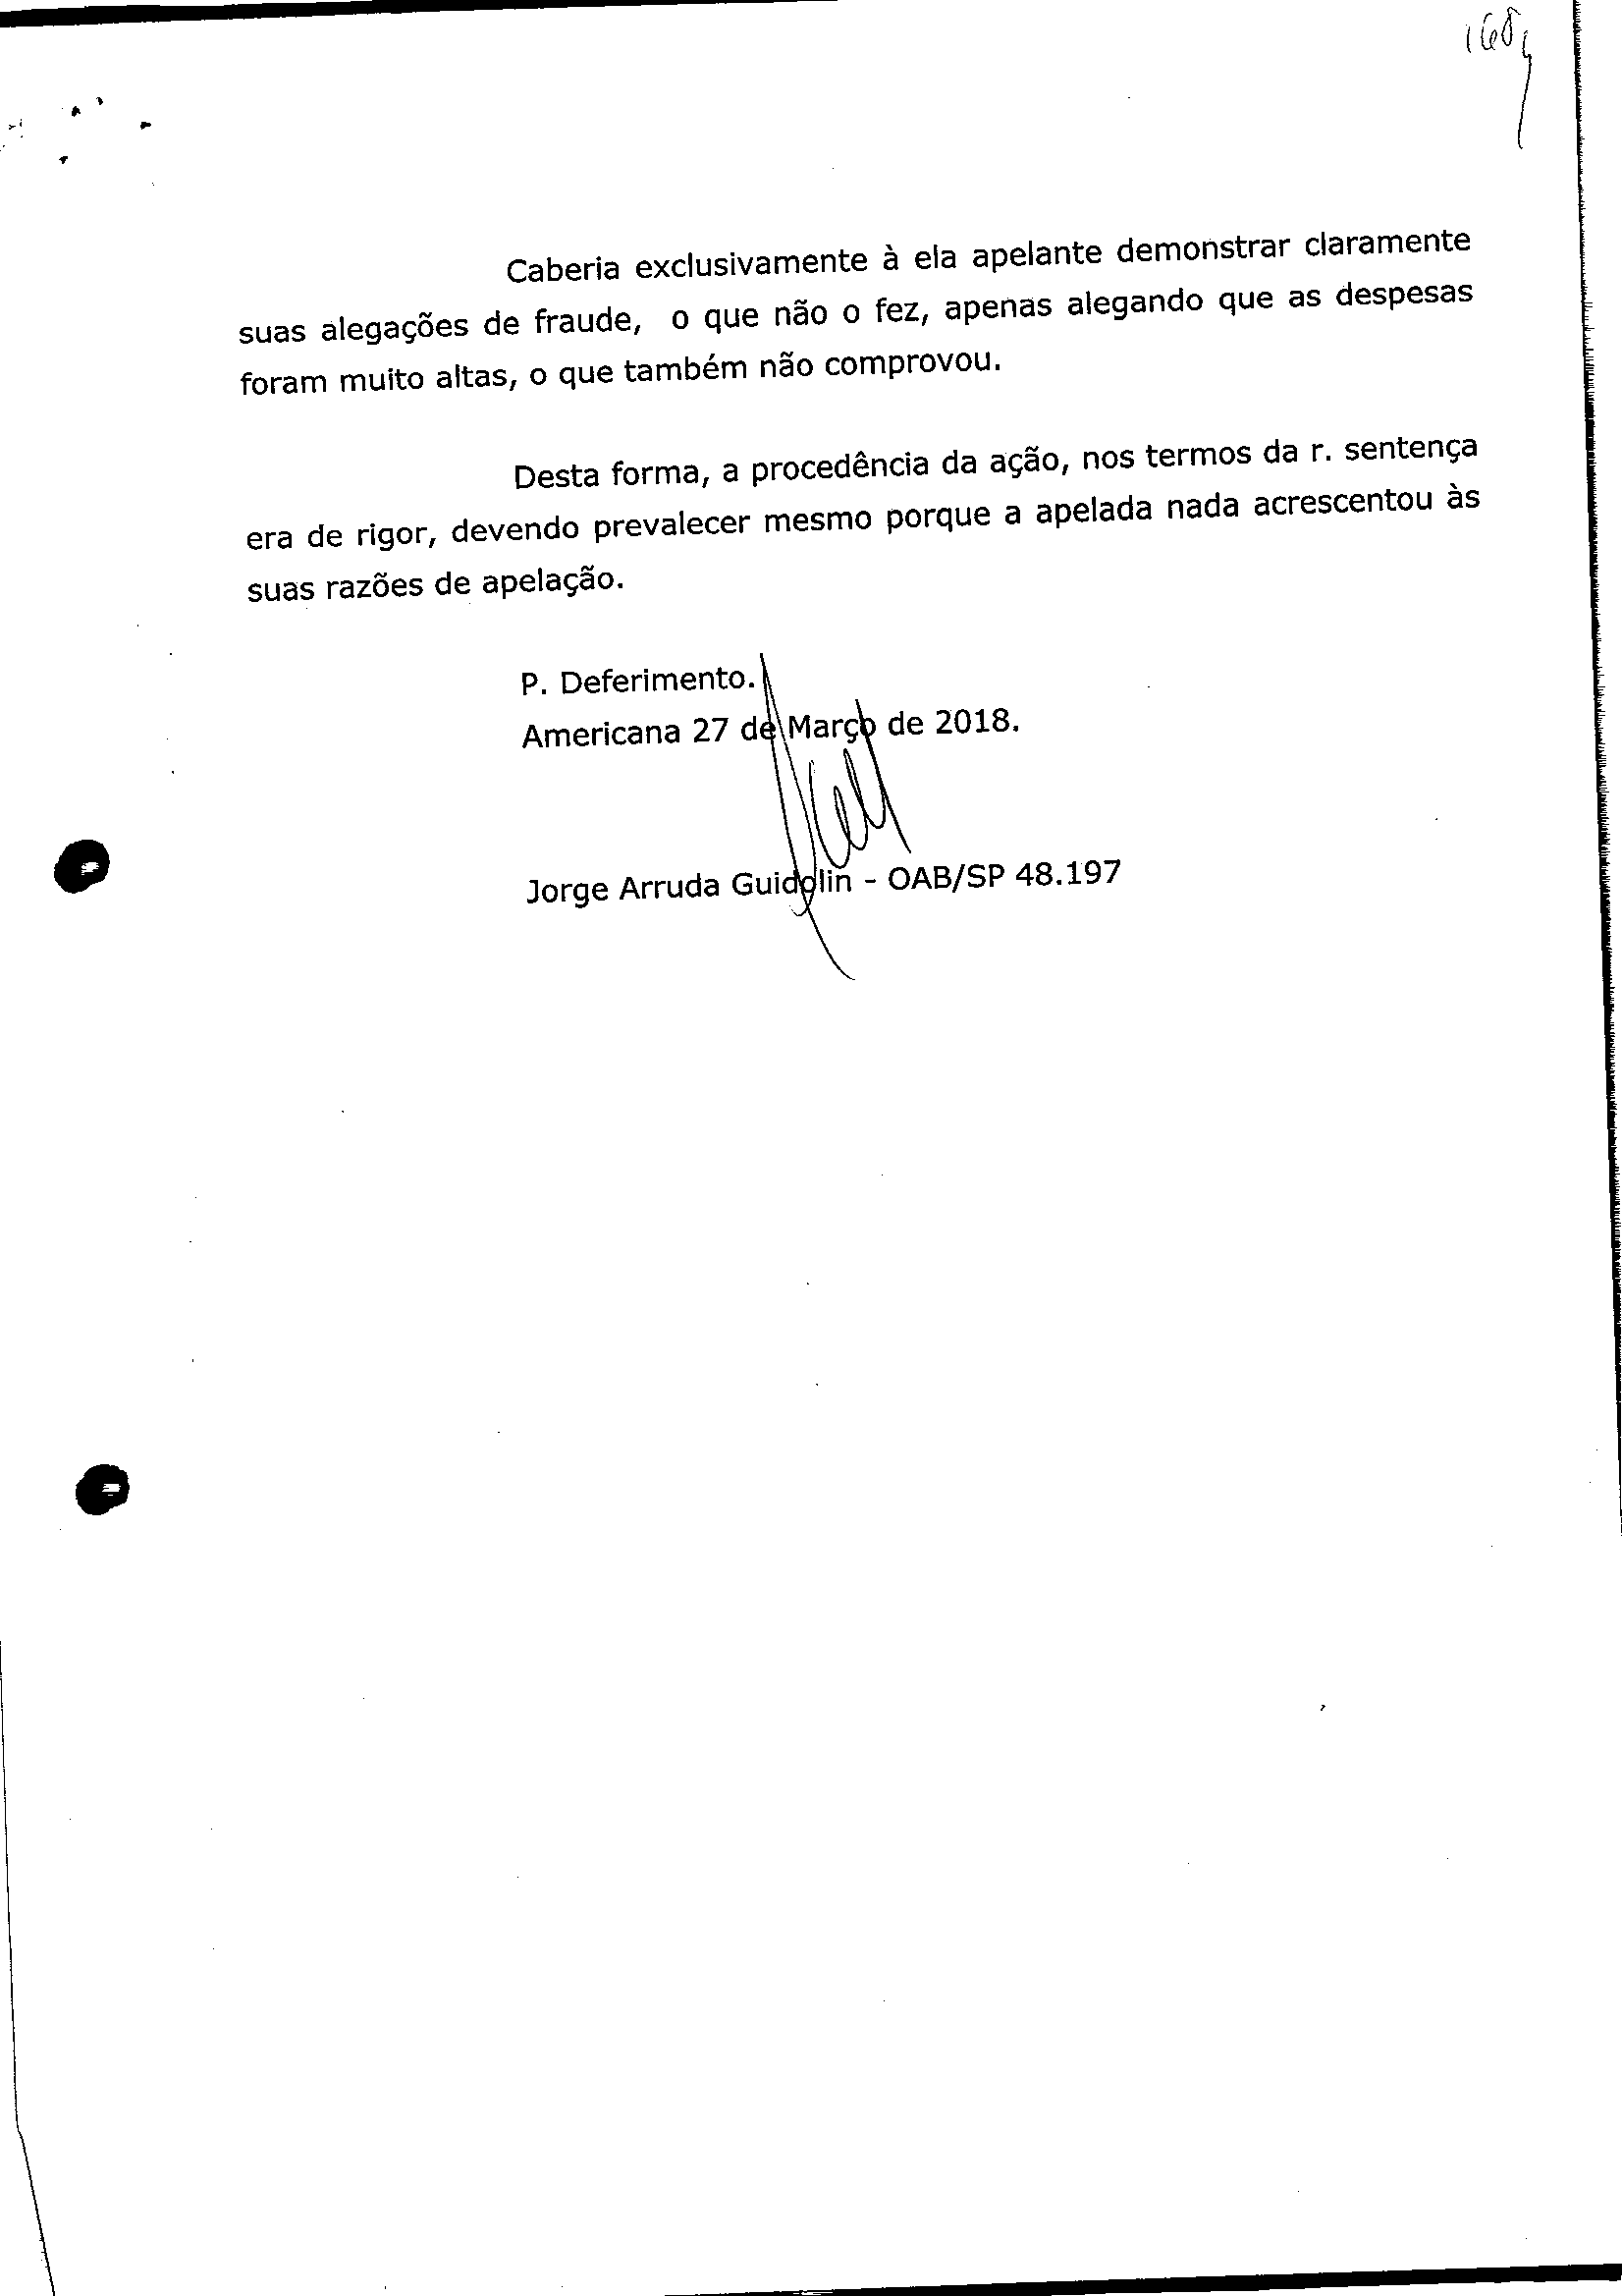 168
Caberia exclusivamente à ela apelante demonstrar claramente
suas alegações de fraude, o que não o fez, apenas alegando que as despesas
foram muito altas, o que também não comprovou.
Desta forma, a procedência da ação, nos termos da r. sentença
era de rigor, devendo prevalecer mesmo porque a apelada nada acrescentou às
suas razões de apelação.
P. Deferimento.
Americana 27 de Março de 2018.
Jorge Arruda Guidolin - OAB/SP 48.197